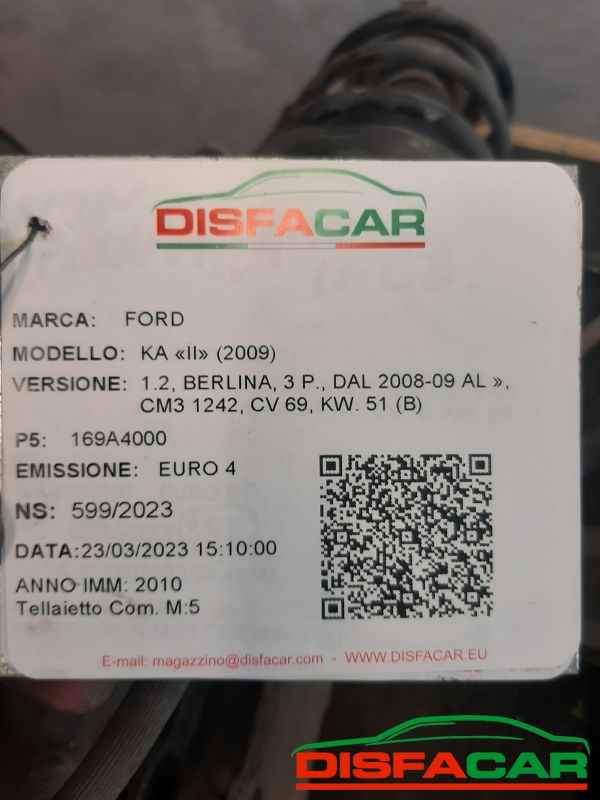 DISFACAR
MARCA: FORD
MODELLO: KA «II» (2009)
VERSIONE: 1.2, BERLINA, 3 P., DAL 2008-09 AL »,
CM3 1242, CV 69, KW. 51 (B)
P5: 169A4000
EMISSIONE: EURO 4
NS: 599/2023
DATA:23/03/2023 15:10:00
ANNO IMM: 2010
Tellaietto Com. M:5
E-mail: magazzino@disfacar.com - WWW.DISFACAR.EU
DISFACAR